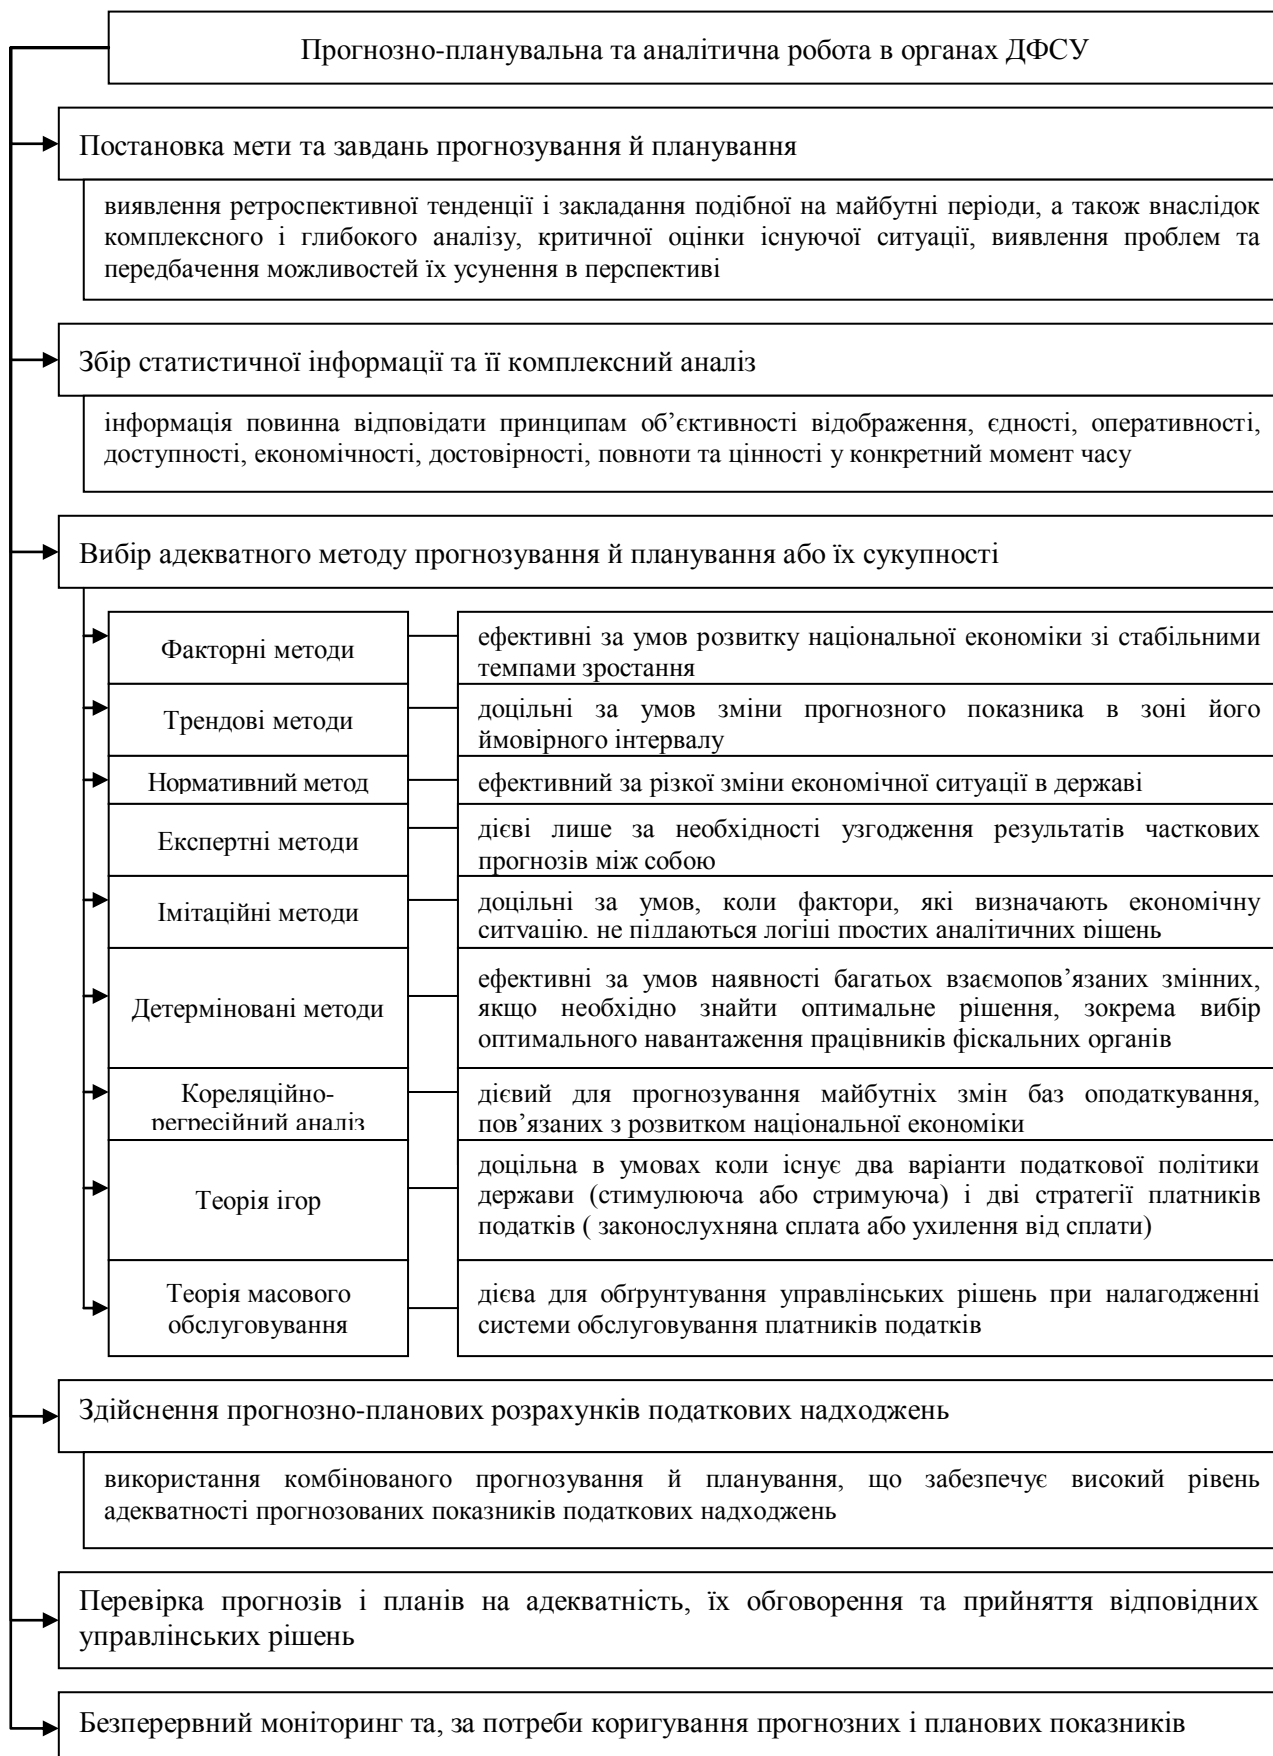 Прогнозно-планувальна та аналітична робота в органах ДФСУ
Постановка мети та завдань прогнозування й планування
виявлення ретроспективної тенденції і закладання подібної на майбутні періоди, а також внаслідок
комплексного і глибокого аналізу, критичної оцінки існуючої ситуації, виявлення проблем та
передбачення можливостей їх усунення в перспективі
Збір статистичної інформації та її комплексний аналіз
інформація повинна відповідати принципам об’єктивності відображення, єдності, оперативності,
доступності, економічності, достовірності, повноти та цінності у конкретний момент часу
Вибір адекватного методу прогнозування й планування або їх сукупності
Факторні методи
ефективні за умов розвитку національної економіки зі стабільними
темпами зростання
Трендові методи
доцільні за умов зміни прогнозного показника в зоні його
ймовірного інтервалу
Нормативний метод
ефективний за різкої зміни економічної ситуації в державі
Експертні методи
дієві лише за необхідності узгодження результатів часткових
прогнозів між собою
Імітаційні методи
доцільні за умов, коли фактори, які визначають економічну
ситуацію, не піддаються логіці простих аналітичних рішень
Детерміновані методи
ефективні за умов наявності багатьох взаємопов’язаних змінних,
якщо необхідно знайти оптимальне рішення, зокрема вибір
оптимального навантаження працівників фіскальних органів
Кореляційно-
регресійний аналіз
дієвий для прогнозування майбутніх змін баз оподаткування,
пов’язаних з розвитком національної економіки
Теорія ігор
доцільна в умовах коли існує два варіанти податкової політики
держави (стимулююча або стримуюча) і дві стратегії платників
податків ( законослухняна сплата або ухилення від сплати)
Теорія масового
обслуговування
дієва для обґрунтування управлінських рішень при налагодженні
системи обслуговування платників податків
Здійснення прогнозно-планових розрахунків податкових надходжень
використання комбінованого прогнозування й планування, що забезпечує високий рівень
адекватності прогнозованих показників податкових надходжень
Перевірка прогнозів і планів на адекватність, їх обговорення та прийняття відповідних
управлінських рішень
Безперервний моніторинг та, за потреби коригування прогнозних і планових показників